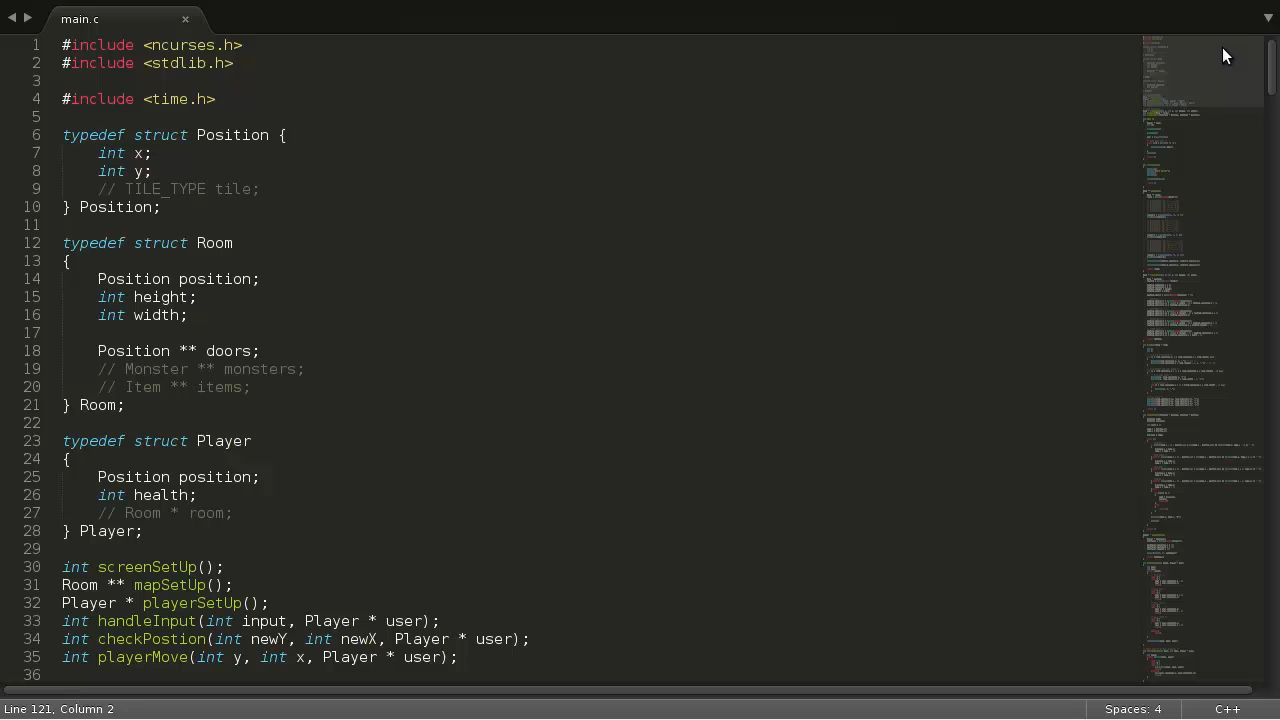 main.c
1 #include <ncurses.h>
2 #include <stdlib.h>
3
4 #include <time.h>
5
6 typedef struct Position {
7     int x;
8     int y;
9     // TILE_TYPE tile;
10 } Position;
11
12 typedef struct Room
13 {
14     Position position;
15     int height;
16     int width;
17
18     Position ** doors;
19     // Monster ** monsters;
20     // Item ** items;
21 } Room;
22
23 typedef struct Player
24 {
25     Position position;
26     int health;
27     // Room * room;
28 } Player;
29
30 int screenSetUp();
31 Room ** mapSetUp();
32 Player * playerSetUp();
33 int handleInput(int input, Player * user);
34 int checkPostion(int newY, int newX, Player * user);
35 int playerMove(int y, int x, Player * user);
36
Line 121, Column 2
Spaces: 4
C++